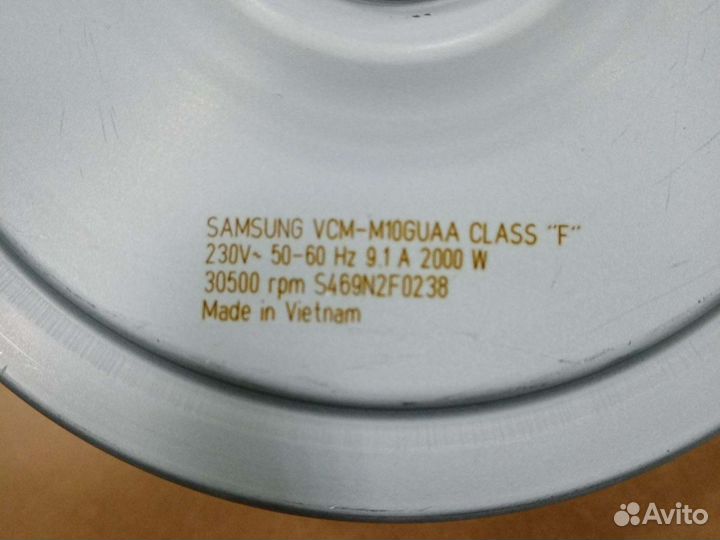 SAMSUNG VCM-M10GUAA CLASS "F"
230V~ 50-60 Hz 9.1 A 2000 W
30500 rpm S469N2F0238
Made in Vietnam
Avito